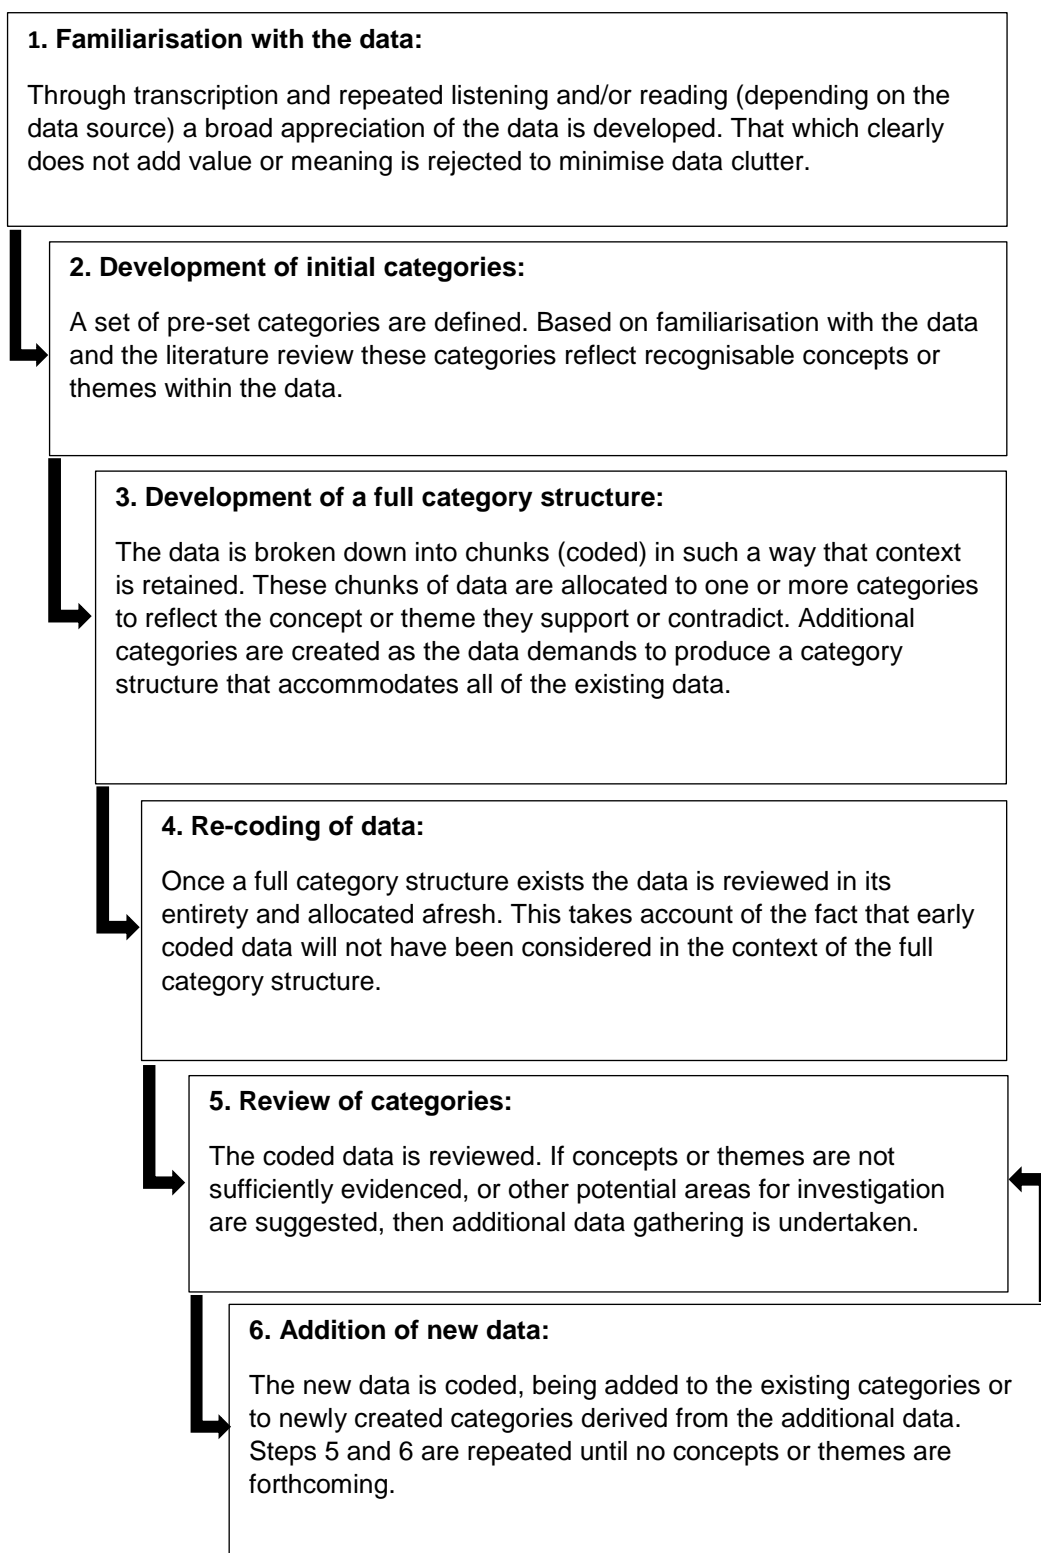 1. Familiarisation with the data:
Through transcription and repeated listening and/or reading (depending on the
data source) a broad appreciation of the data is developed. That which clearly
does not add value or meaning is rejected to minimise data clutter.
2. Development of initial categories:
A set of pre-set categories are defined. Based on familiarisation with the data
and the literature review these categories reflect recognisable concepts or
themes within the data.
3. Development of a full category structure:
The data is broken down into chunks (coded) in such a way that context
is retained. These chunks of data are allocated to one or more categories
to reflect the concept or theme they support or contradict. Additional
categories are created as the data demands to produce a category
structure that accommodates all of the existing data.
4. Re-coding of data:
Once a full category structure exists the data is reviewed in its
entirety and allocated afresh. This takes account of the fact that early
coded data will not have been considered in the context of the full
category structure.
5. Review of categories:
The coded data is reviewed. If concepts or themes are not
sufficiently evidenced, or other potential areas for investigation
are suggested, then additional data gathering is undertaken.
6. Addition of new data:
The new data is coded, being added to the existing categories or
to newly created categories derived from the additional data.
Steps 5 and 6 are repeated until no concepts or themes are
forthcoming.